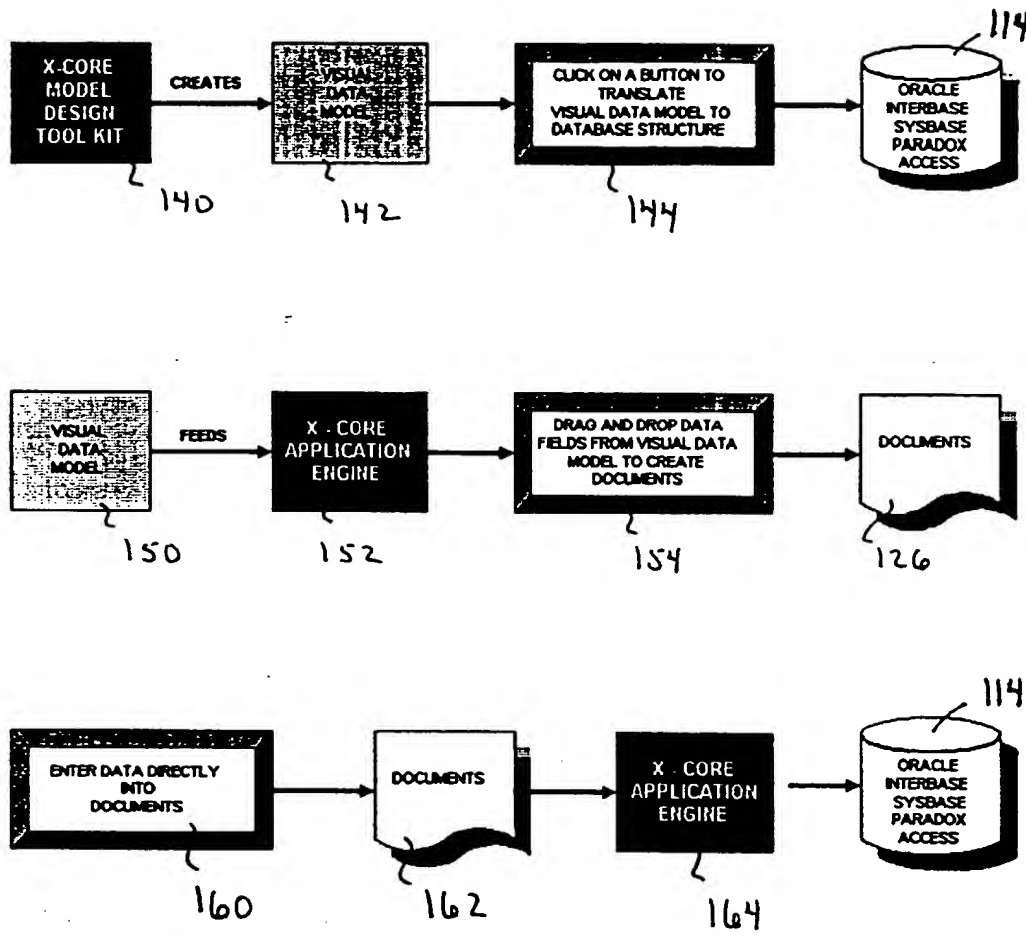 114
X-CORE
MODEL
DESIGN
TOOL KIT
CREATES
VISUAL
DATA
MODEL
CLICK ON A BUTTON TO
TRANSLATE
VISUAL DATA MODEL TO
DATABASE STRUCTURE
ORACLE
INTERBASE
SYSBASE
PARADOX
ACCESS
140
142
144
VISUAL
DATA
MODEL
FEEDS
X - CORE
APPLICATION
ENGINE
DRAG AND DROP DATA
FIELDS FROM VISUAL DATA
MODEL TO CREATE
DOCUMENTS
DOCUMENTS
150
152
154
126
114
ENTER DATA DIRECTLY
INTO
DOCUMENTS
DOCUMENTS
X - CORE
APPLICATION
ENGINE
ORACLE
INTERBASE
SYSBASE
PARADOX
ACCESS
160
162
164